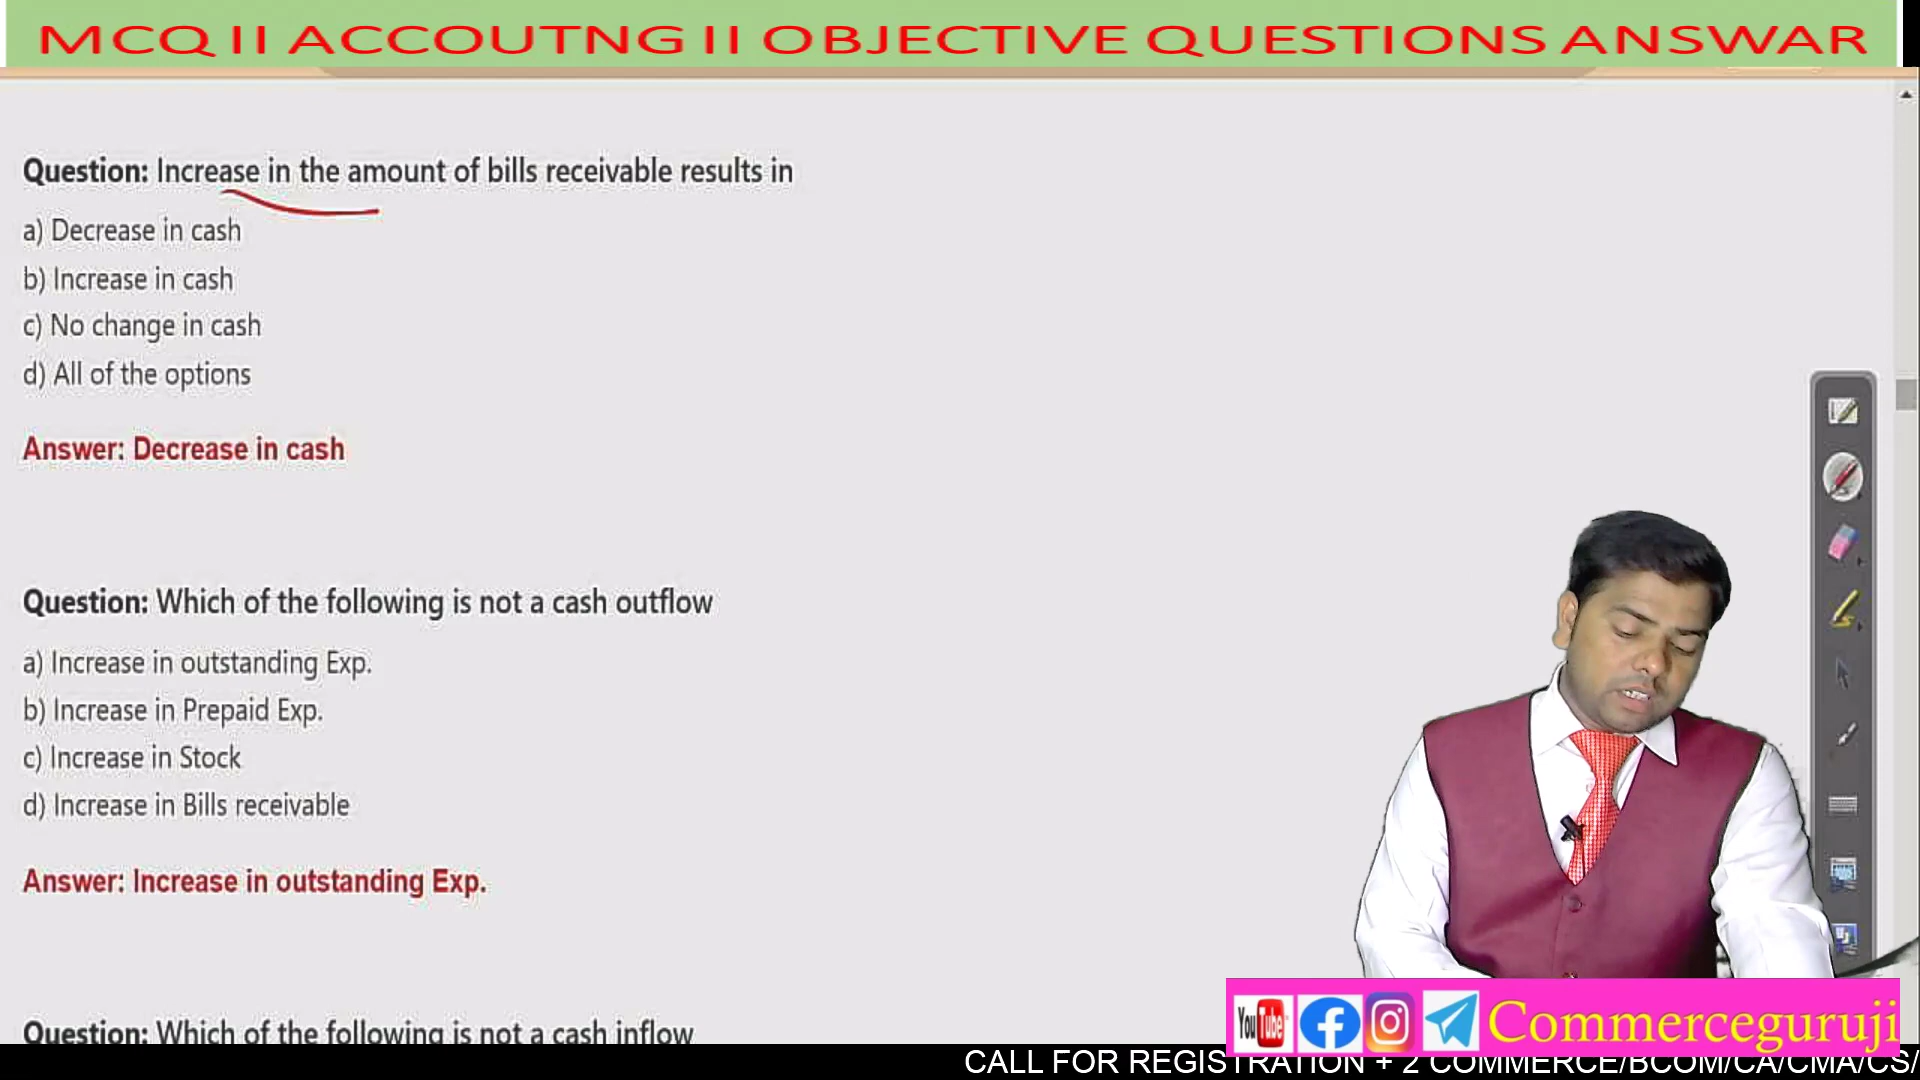 MCQ II ACCOUTNG II OBJECTIVE QUESTIONS ANSWAR
Question: Increase in the amount of bills receivable results in
a) Decrease in cash
b) Increase in cash
c) No change in cash
d) All of the options
Answer: Decrease in cash
Question: Which of the following is not a cash outflow
a) Increase in outstanding Exp.
b) Increase in Prepaid Exp.
c) Increase in Stock
d) Increase in Bills receivable
Answer: Increase in outstanding Exp.
Question: Which of the following is not a cash inflow
You Tube Commerceguruji
CALL FOR REGISTRATION + 2 COMMERCE/BCOM/CA/CMA/CS/